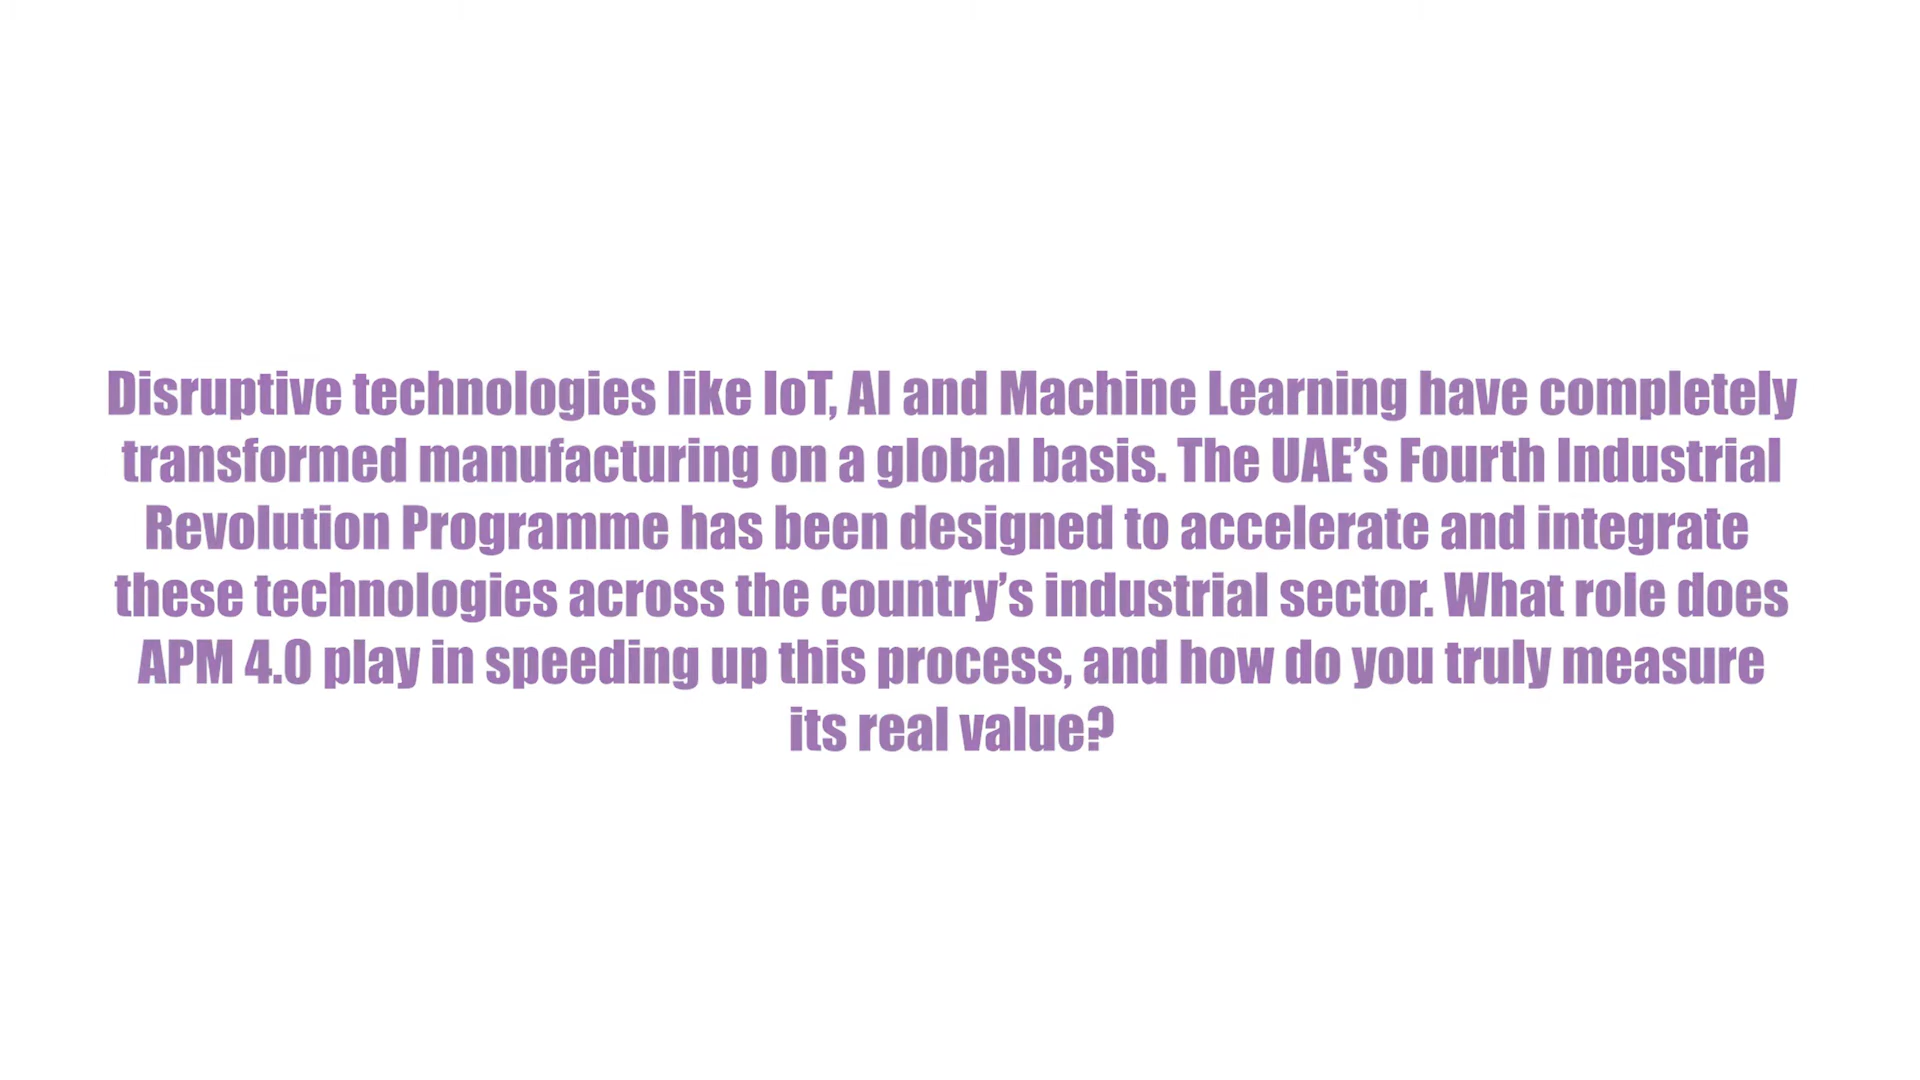 Disruptive technologies like IoT, AI and Machine Learning have completely
transformed manufacturing on a global basis. The UAE’s Fourth Industrial
Revolution Programme has been designed to accelerate and integrate
these technologies across the country’s industrial sector. What role does
APM 4.0 play in speeding up this process, and how do you truly measure
its real value?